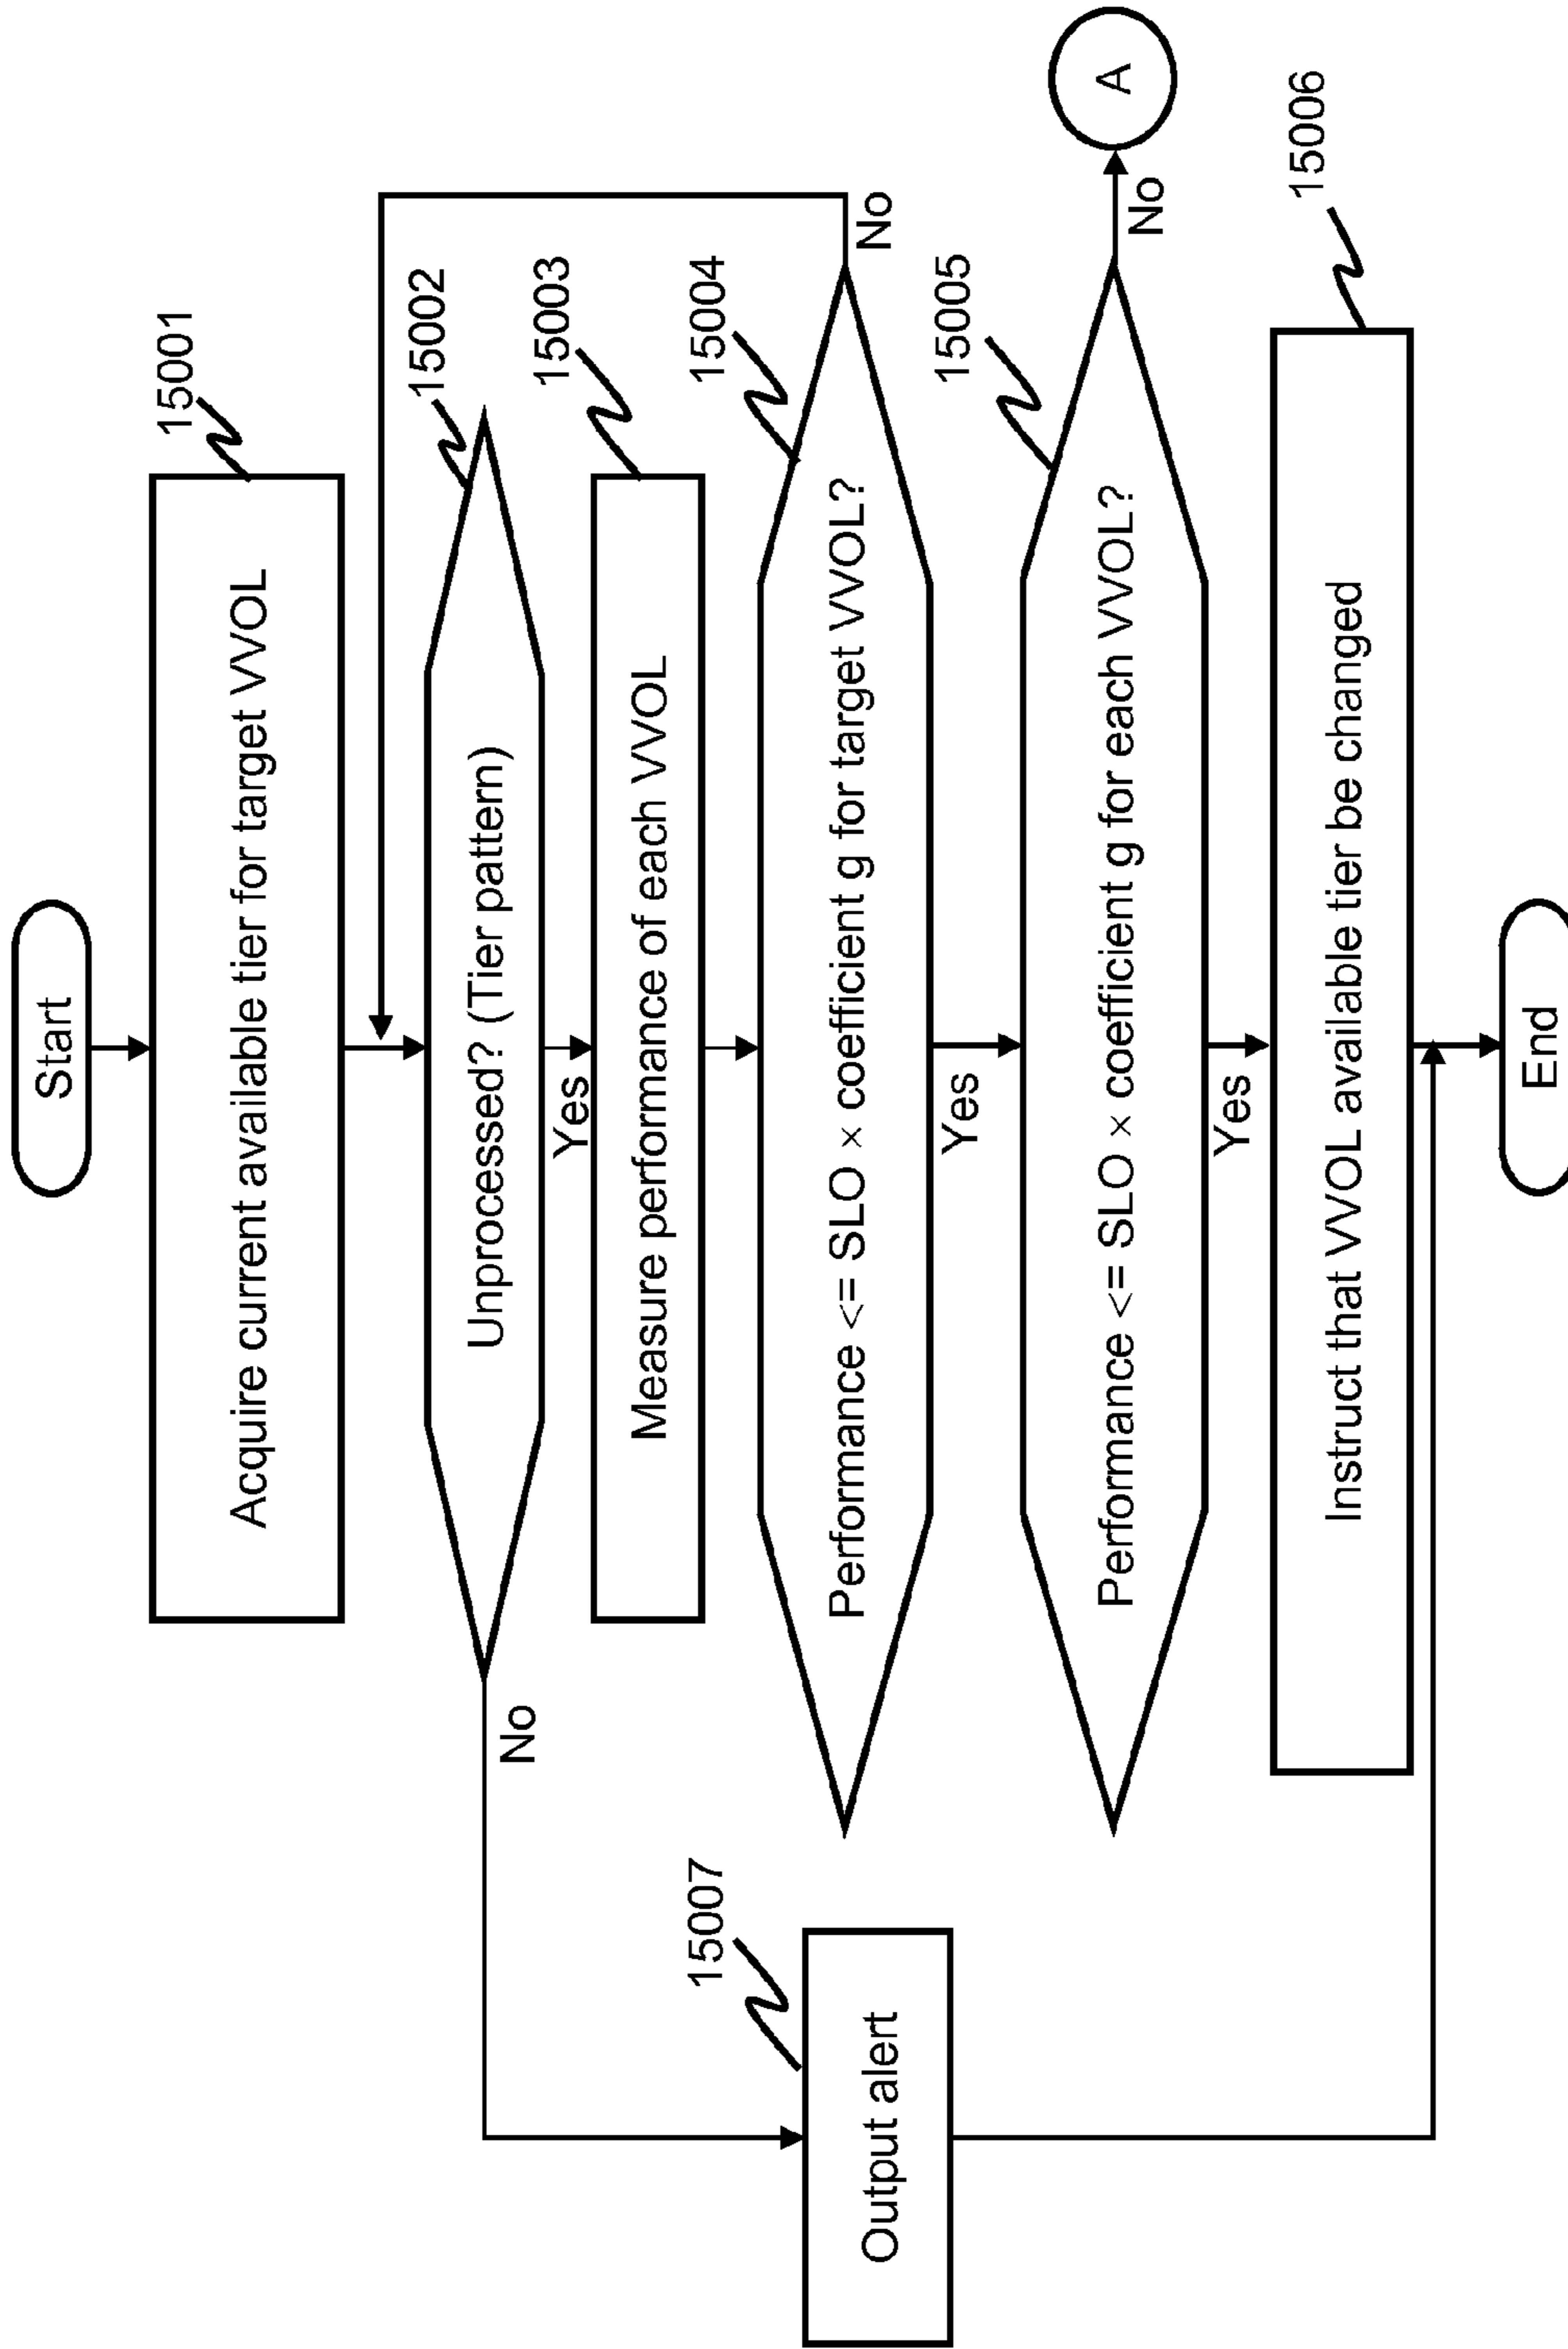 Start
15001
Acquire current available tier for target VVOL
15002
Unprocessed? (Tier pattern)
No
Yes
15003
Measure performance of each VVOL
15004
Performance <= SLO × coefficient g for target VVOL?
No
Yes
15007
Output alert
15005
Performance <= SLO × coefficient g for each VVOL?
No
A
Yes
15006
Instruct that VVOL available tier be changed
End